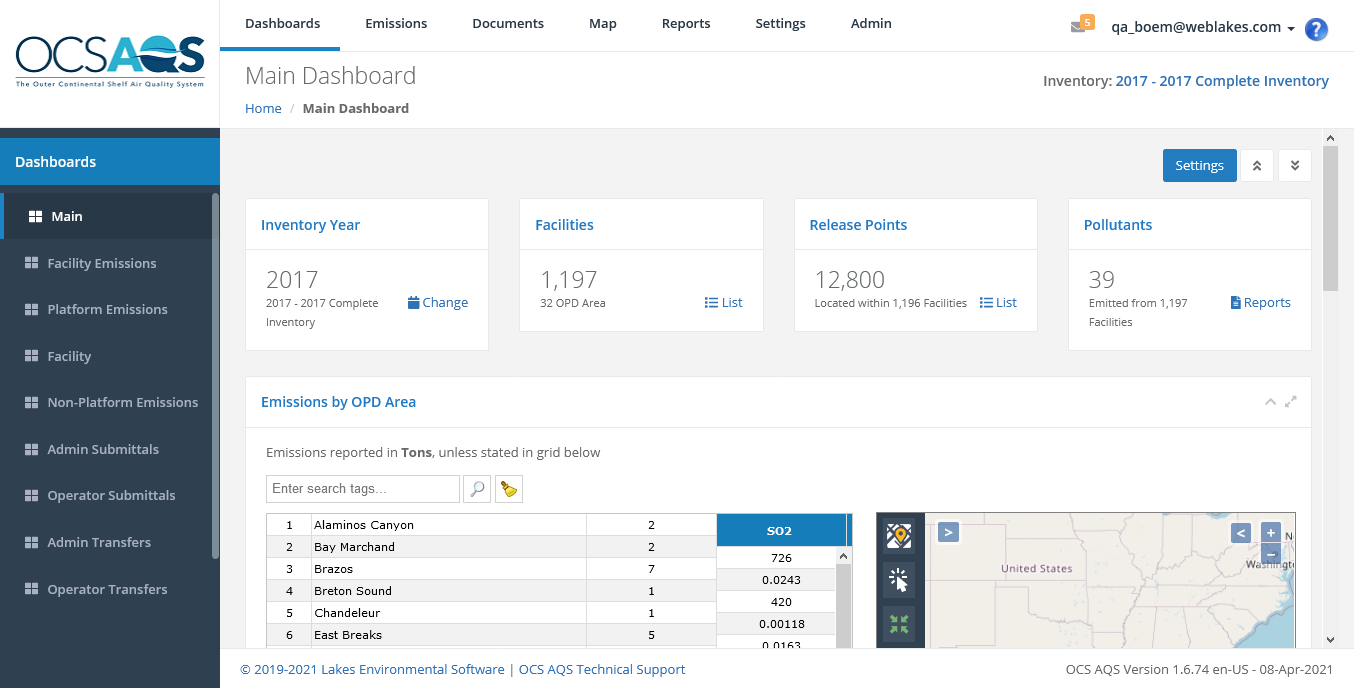 OCSAQS
The Outer Continental Shelf Air Quality System
Dashboards Emissions Documents Map Reports Settings Admin
5 qa_boem@weblakes.com ?
Main Dashboard
Home / Main Dashboard
Inventory: 2017 - 2017 Complete Inventory
Dashboards
Main
Facility Emissions
Platform Emissions
Facility
Non-Platform Emissions
Admin Submittals
Operator Submittals
Admin Transfers
Operator Transfers
Settings
Inventory Year
2017
2017 - 2017 Complete
Inventory
Change
Facilities
1,197
32 OPD Area
List
Release Points
12,800
Located within 1,196 Facilities
List
Pollutants
39
Emitted from 1,197
Facilities
Reports
Emissions by OPD Area
Emissions reported in Tons, unless stated in grid below
Enter search tags...
SO2
1 Alaminos Canyon 2 726
2 Bay Marchand 2 0.0243
3 Brazos 7 420
4 Breton Sound 1 0.00118
5 Chandeleur 1 0.0163
6 East Breaks 5
> < + −
United States
Washingt
© 2019-2021 Lakes Environmental Software | OCS AQS Technical Support
OCS AQS Version 1.6.74 en-US - 08-Apr-2021